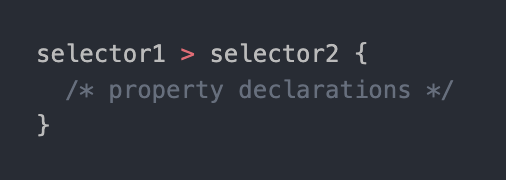 selector1 > selector2 {
  /* property declarations */
}